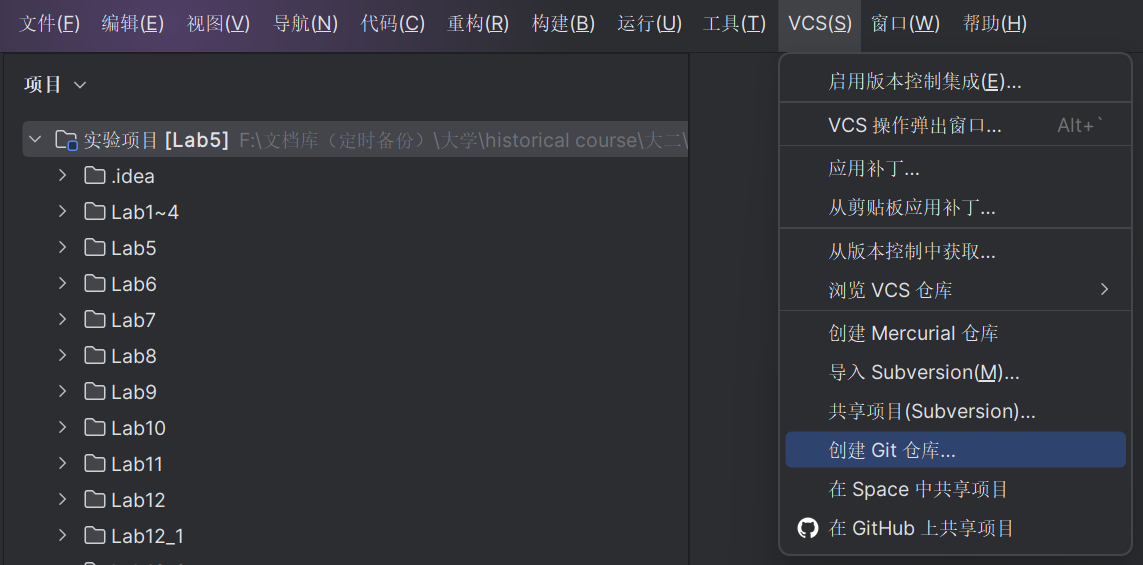 文件(F) 编辑(E) 视图(V) 导航(N) 代码(C) 重构(R) 构建(B) 运行(U) 工具(T) VCS(S) 窗口(W) 帮助(H)
项目
实验项目 [Lab5] F:\文档库（定时备份）\大学\historical course\大二\
.idea
Lab1~4
Lab5
Lab6
Lab7
Lab8
Lab9
Lab10
Lab11
Lab12
Lab12_1
启用版本控制集成(E)...
VCS 操作弹出窗口... Alt+`
应用补丁...
从剪贴板应用补丁...
从版本控制中获取...
浏览 VCS 仓库
创建 Mercurial 仓库
导入 Subversion(M)...
共享项目(Subversion)...
创建 Git 仓库...
在 Space 中共享项目
在 GitHub 上共享项目